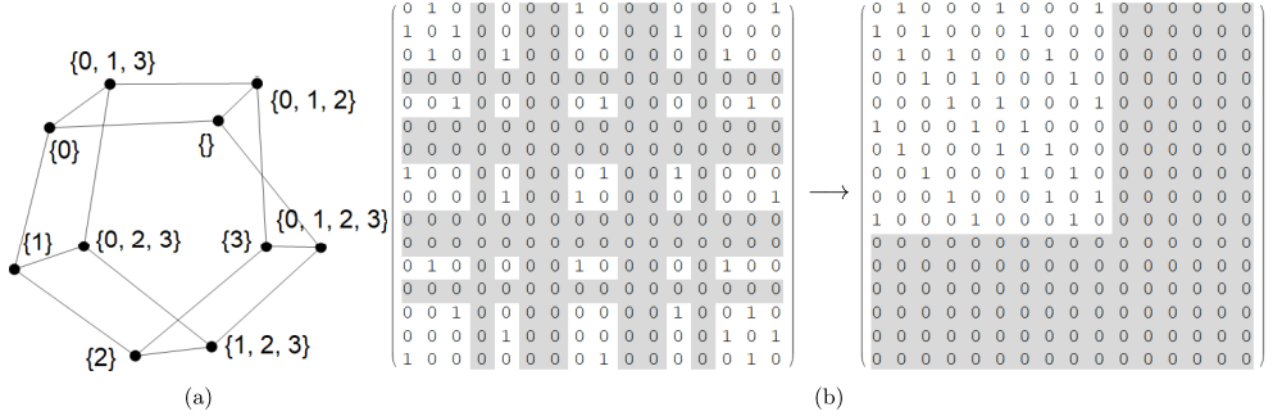 {0, 1, 3}
{0, 1, 2}
{0}
{}
{0, 1, 2, 3}
{1}
{0, 2, 3}
{3}
{2}
{1, 2, 3}
(a)
0 1 0 0 0 0 0 1 0 0 0 0 0 0 0 1
1 0 1 0 0 0 0 0 0 0 0 1 0 0 0 0
0 1 0 0 1 0 0 0 0 0 0 0 0 1 0 0
0 0 0 0 0 0 0 0 0 0 0 0 0 0 0 0
0 0 1 0 0 0 0 0 1 0 0 0 0 0 1 0
0 0 0 0 0 0 0 0 0 0 0 0 0 0 0 0
0 0 0 0 0 0 0 0 0 0 0 0 0 0 0 0
1 0 0 0 0 0 0 0 1 0 0 1 0 0 0 0
0 0 0 0 1 0 0 1 0 0 0 0 0 0 0 1
0 0 0 0 0 0 0 0 0 0 0 0 0 0 0 0
0 0 0 0 0 0 0 0 0 0 0 0 0 0 0 0
0 1 0 0 0 0 0 1 0 0 0 0 0 1 0 0
0 0 0 0 0 0 0 0 0 0 0 0 0 0 0 0
0 0 1 0 0 0 0 0 0 0 0 1 0 0 1 0
0 0 0 0 1 0 0 0 0 0 0 0 0 1 0 1
1 0 0 0 0 0 0 0 1 0 0 0 0 0 1 0
→
0 1 0 0 0 1 0 0 0 1 0 0 0 0 0 0
1 0 1 0 0 0 1 0 0 0 0 0 0 0 0 0
0 1 0 1 0 0 0 1 0 0 0 0 0 0 0 0
0 0 1 0 1 0 0 0 1 0 0 0 0 0 0 0
0 0 0 1 0 1 0 0 0 1 0 0 0 0 0 0
1 0 0 0 1 0 1 0 0 0 0 0 0 0 0 0
0 1 0 0 0 1 0 1 0 0 0 0 0 0 0 0
0 0 1 0 0 0 1 0 1 0 0 0 0 0 0 0
0 0 0 1 0 0 0 1 0 1 0 0 0 0 0 0
1 0 0 0 1 0 0 0 1 0 0 0 0 0 0 0
0 0 0 0 0 0 0 0 0 0 0 0 0 0 0 0
0 0 0 0 0 0 0 0 0 0 0 0 0 0 0 0
0 0 0 0 0 0 0 0 0 0 0 0 0 0 0 0
0 0 0 0 0 0 0 0 0 0 0 0 0 0 0 0
0 0 0 0 0 0 0 0 0 0 0 0 0 0 0 0
0 0 0 0 0 0 0 0 0 0 0 0 0 0 0 0
(b)